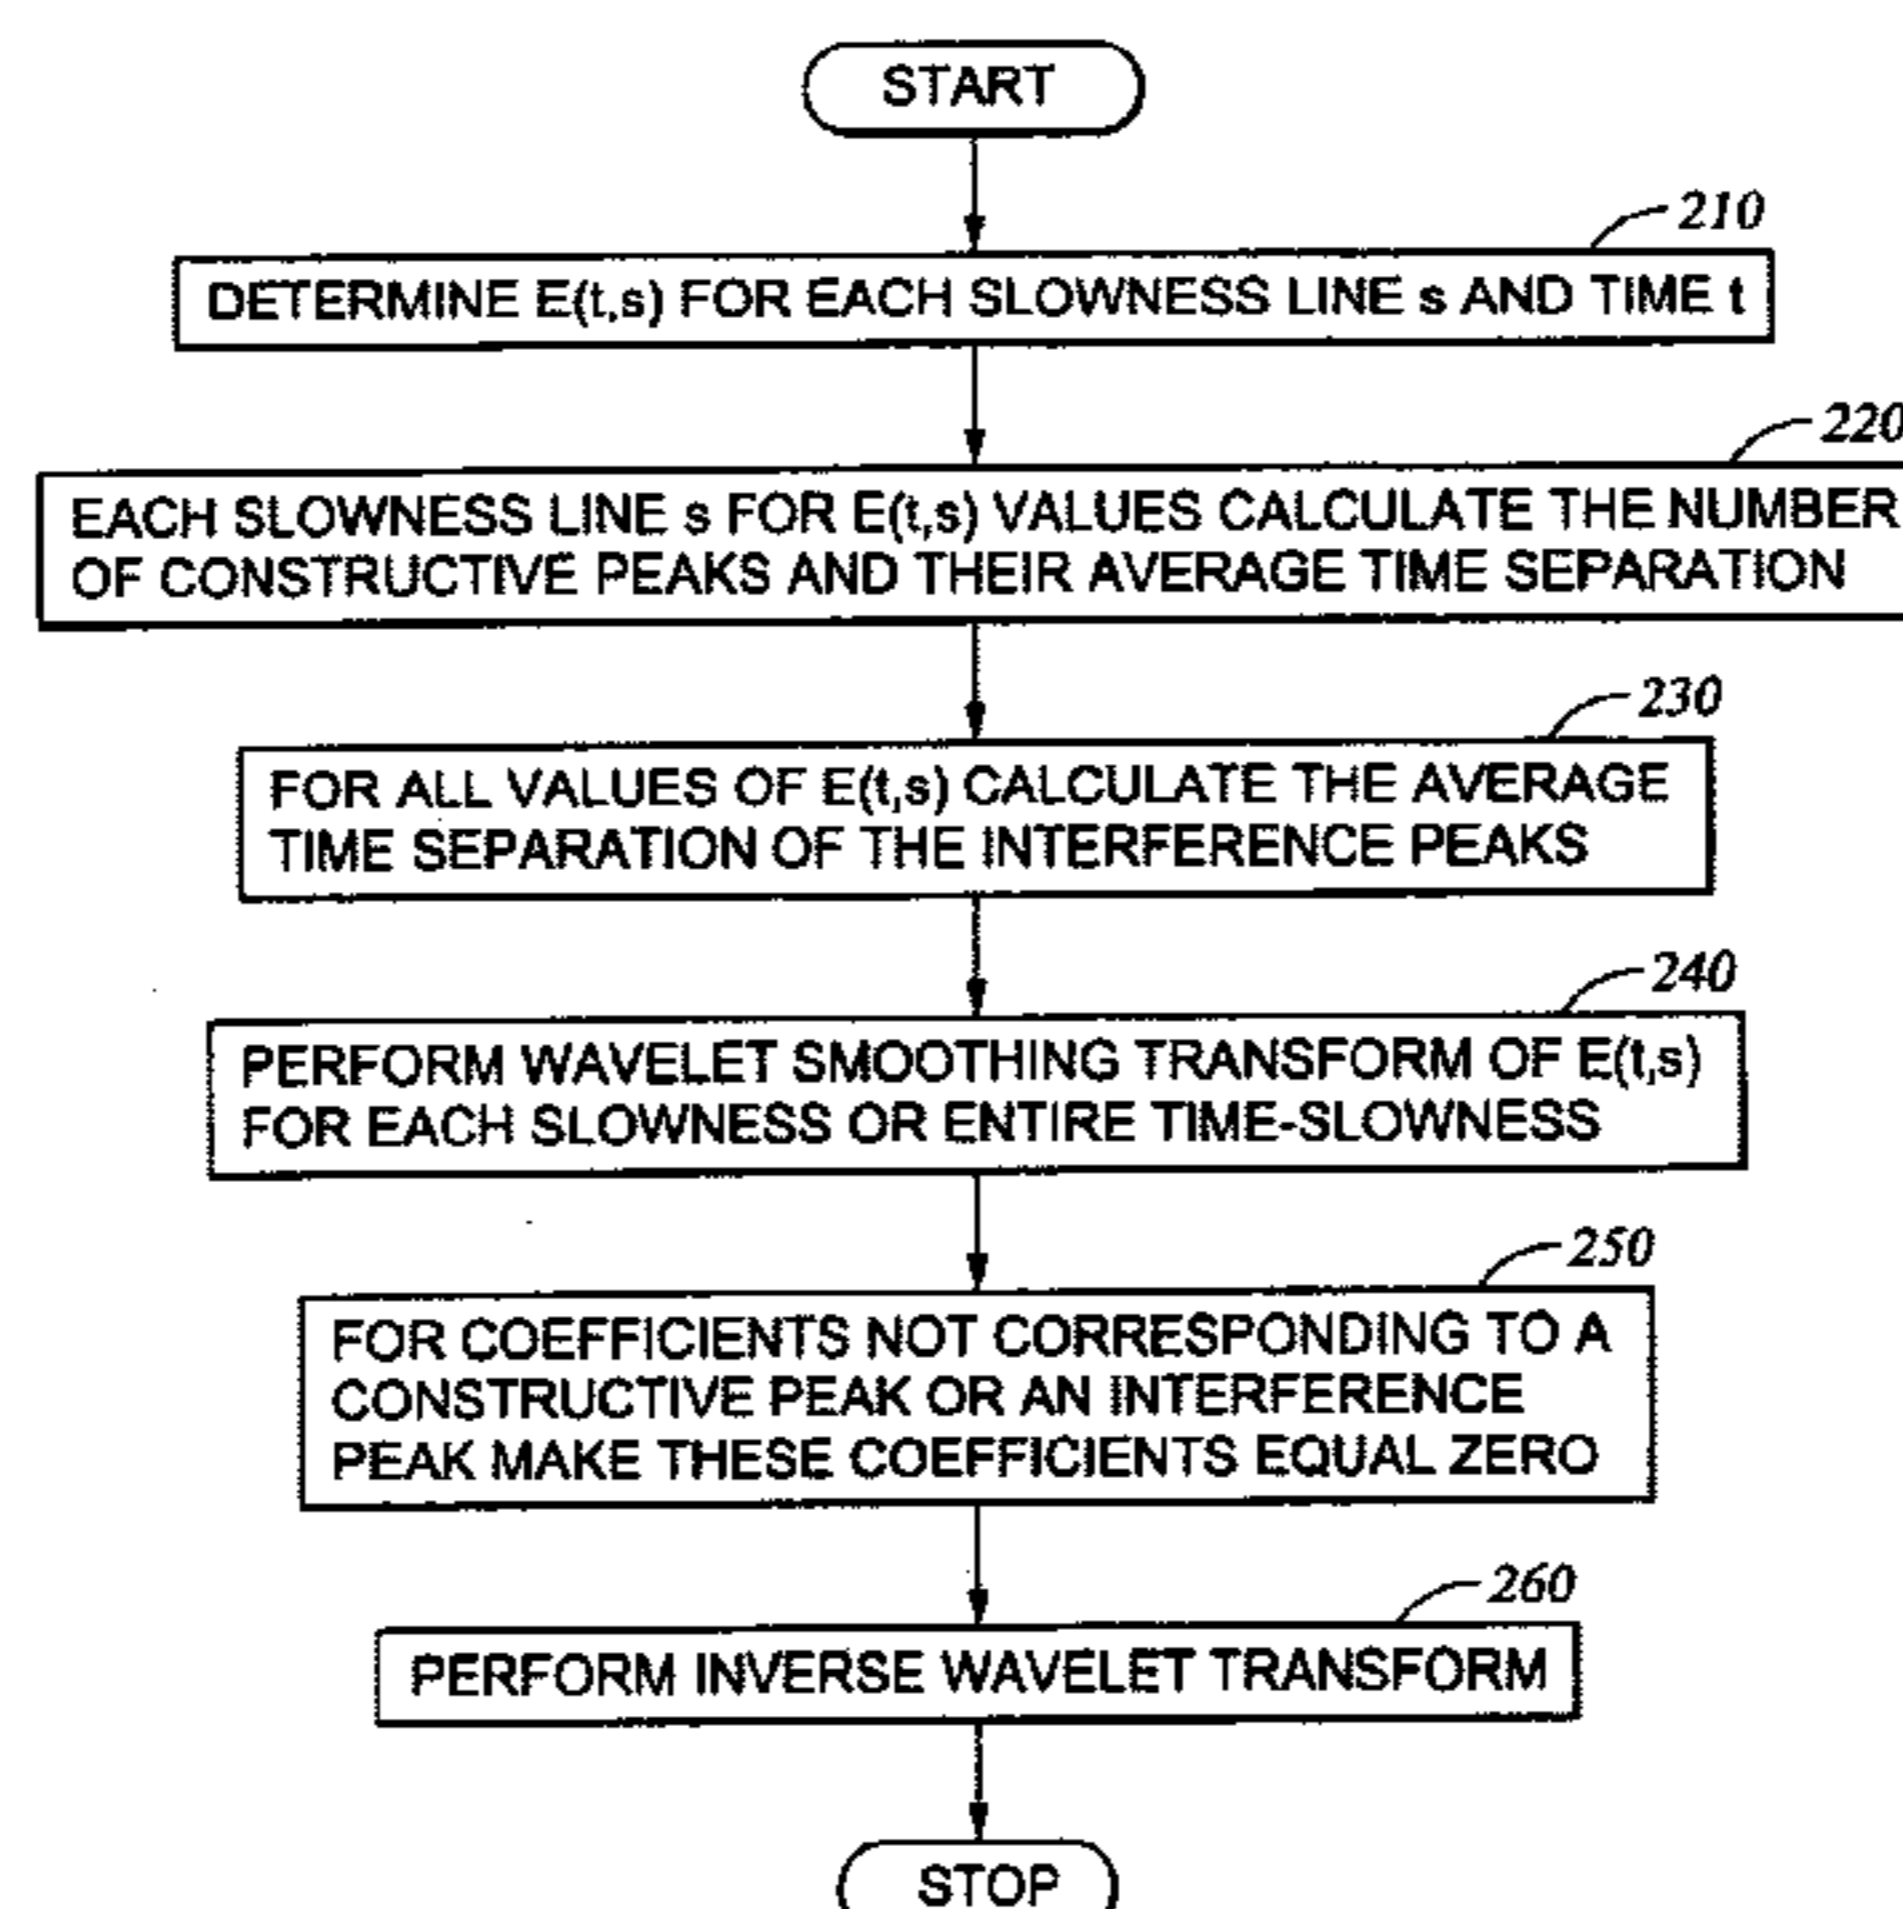 START
210
DETERMINE E(t,s) FOR EACH SLOWNESS LINE s AND TIME t
220
EACH SLOWNESS LINE s FOR E(t,s) VALUES CALCULATE THE NUMBER
OF CONSTRUCTIVE PEAKS AND THEIR AVERAGE TIME SEPARATION
230
FOR ALL VALUES OF E(t,s) CALCULATE THE AVERAGE
TIME SEPARATION OF THE INTERFERENCE PEAKS
240
PERFORM WAVELET SMOOTHING TRANSFORM OF E(t,s)
FOR EACH SLOWNESS OR ENTIRE TIME-SLOWNESS
250
FOR COEFFICIENTS NOT CORRESPONDING TO A
CONSTRUCTIVE PEAK OR AN INTERFERENCE
PEAK MAKE THESE COEFFICIENTS EQUAL ZERO
260
PERFORM INVERSE WAVELET TRANSFORM
STOP